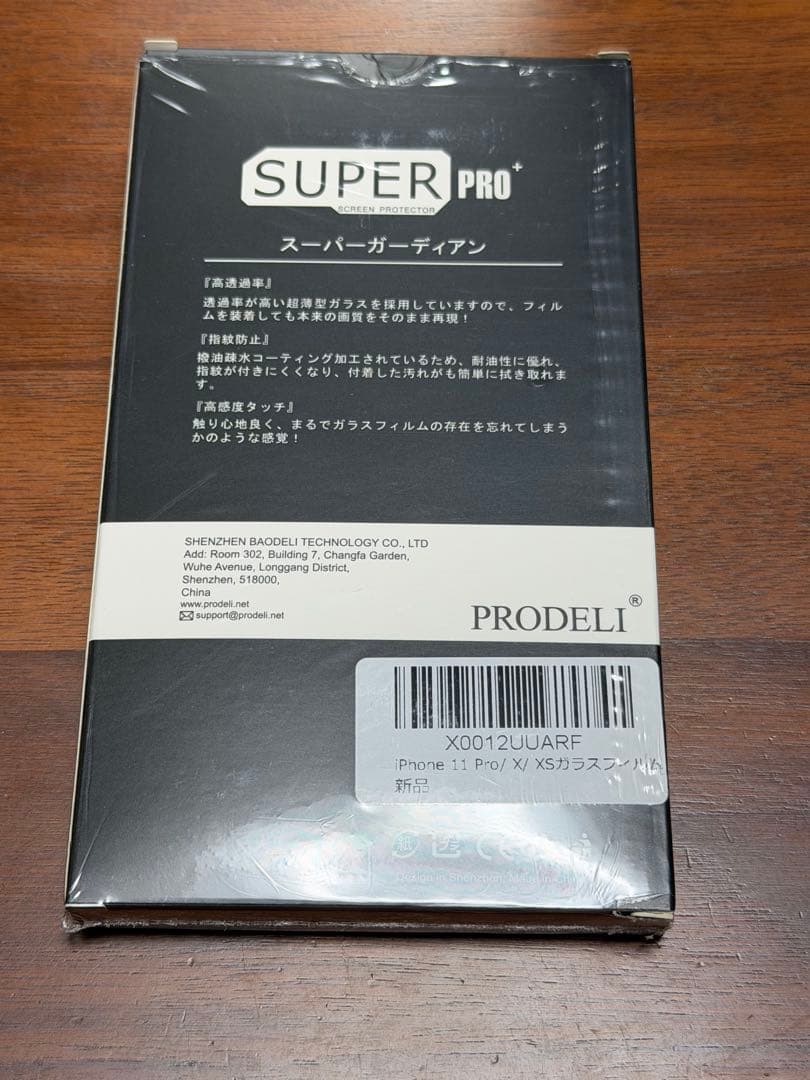 SUPER PRO+
SCREEN PROTECTOR
スーパーガーディアン
『高透過率』
透過率が高い超薄型ガラスを採用していますので、フィル
ムを装着しても本来の画質をそのまま再現！
『指紋防止』
撥油疎水コーティング加工されているため、耐油性に優れ、
指紋が付きにくくなり、付着した汚れがも簡単に拭き取れま
す。
『高感度タッチ』
触り心地良く、まるでガラスフィルムの存在を忘れてしまう
かのような感覚！
SHENZHEN BAODELI TECHNOLOGY CO., LTD
Add: Room 302, Building 7, Changfa Garden,
Wuhe Avenue, Longgang District,
Shenzhen, 518000,
China
www.prodeli.net
support@prodeli.net
PRODELI®
X0012UUARF
iPhone 11 Pro/ X/ XSガラスフィルム
新品
Design in Shenzhen, Made in